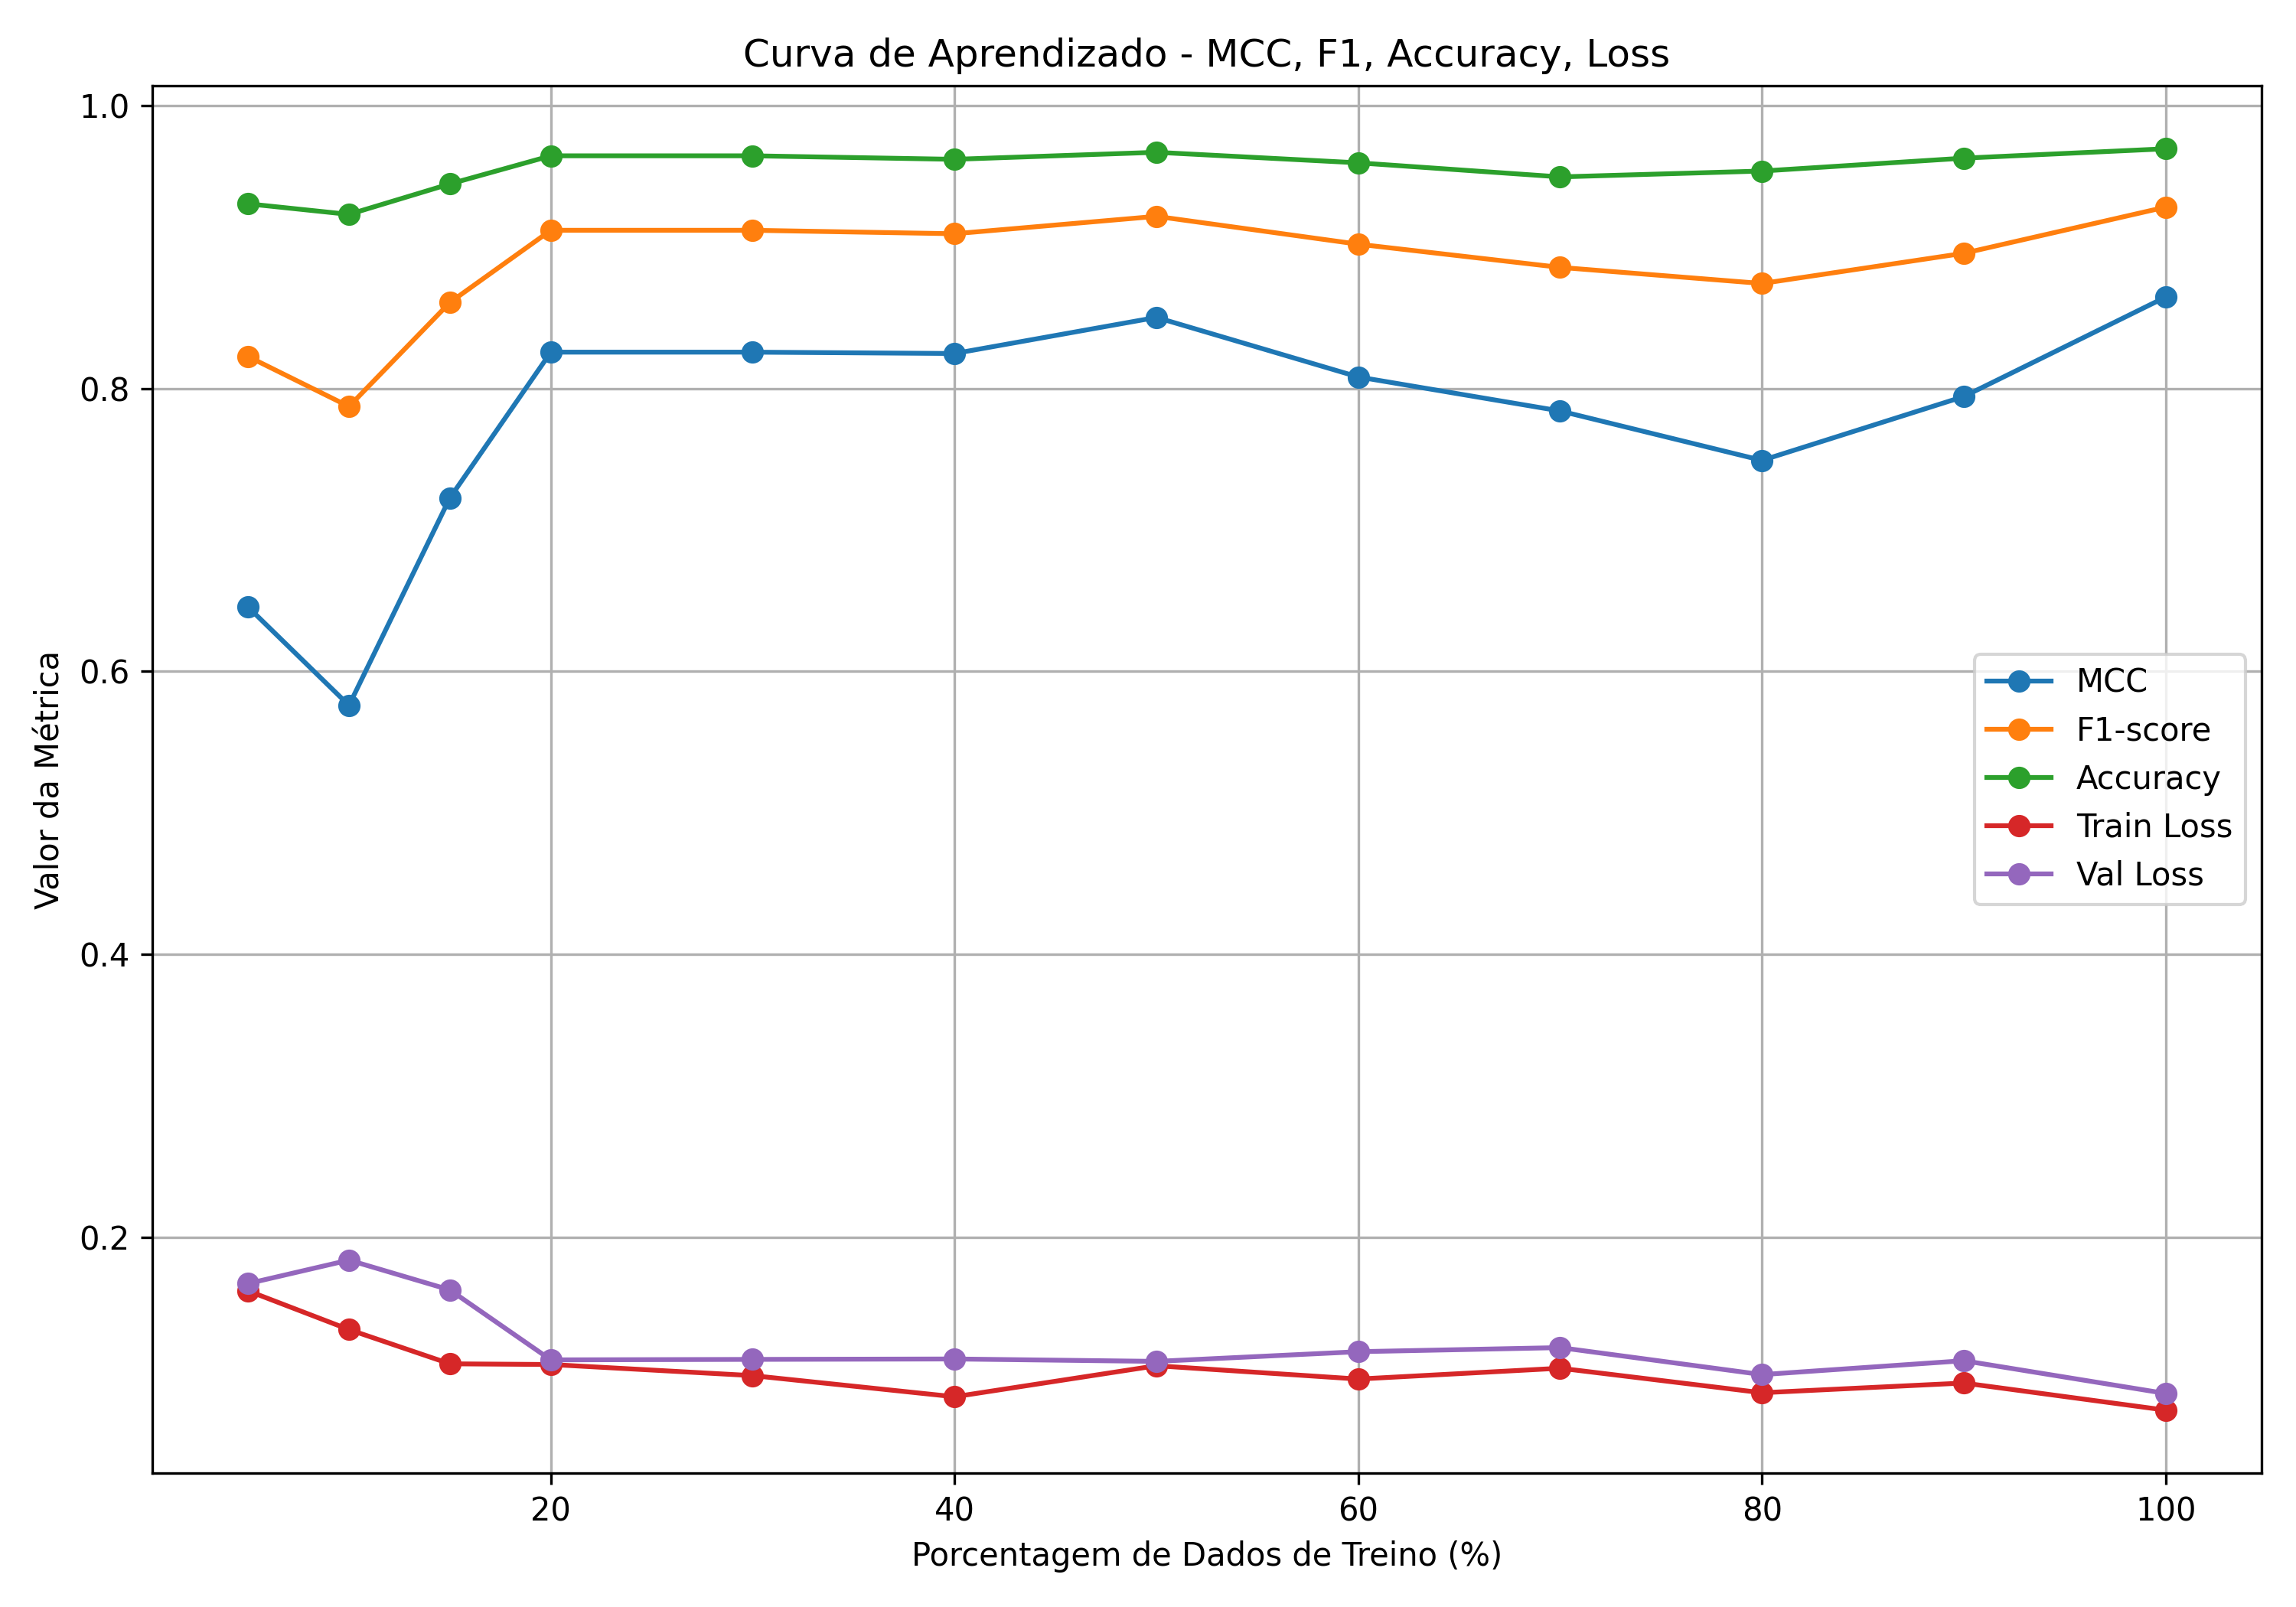 Curva de Aprendizado - MCC, F1, Accuracy, Loss
1.0
0.8
0.6
0.4
0.2
Valor da Métrica
MCC
F1-score
Accuracy
Train Loss
Val Loss
20 40 60 80 100
Porcentagem de Dados de Treino (%)